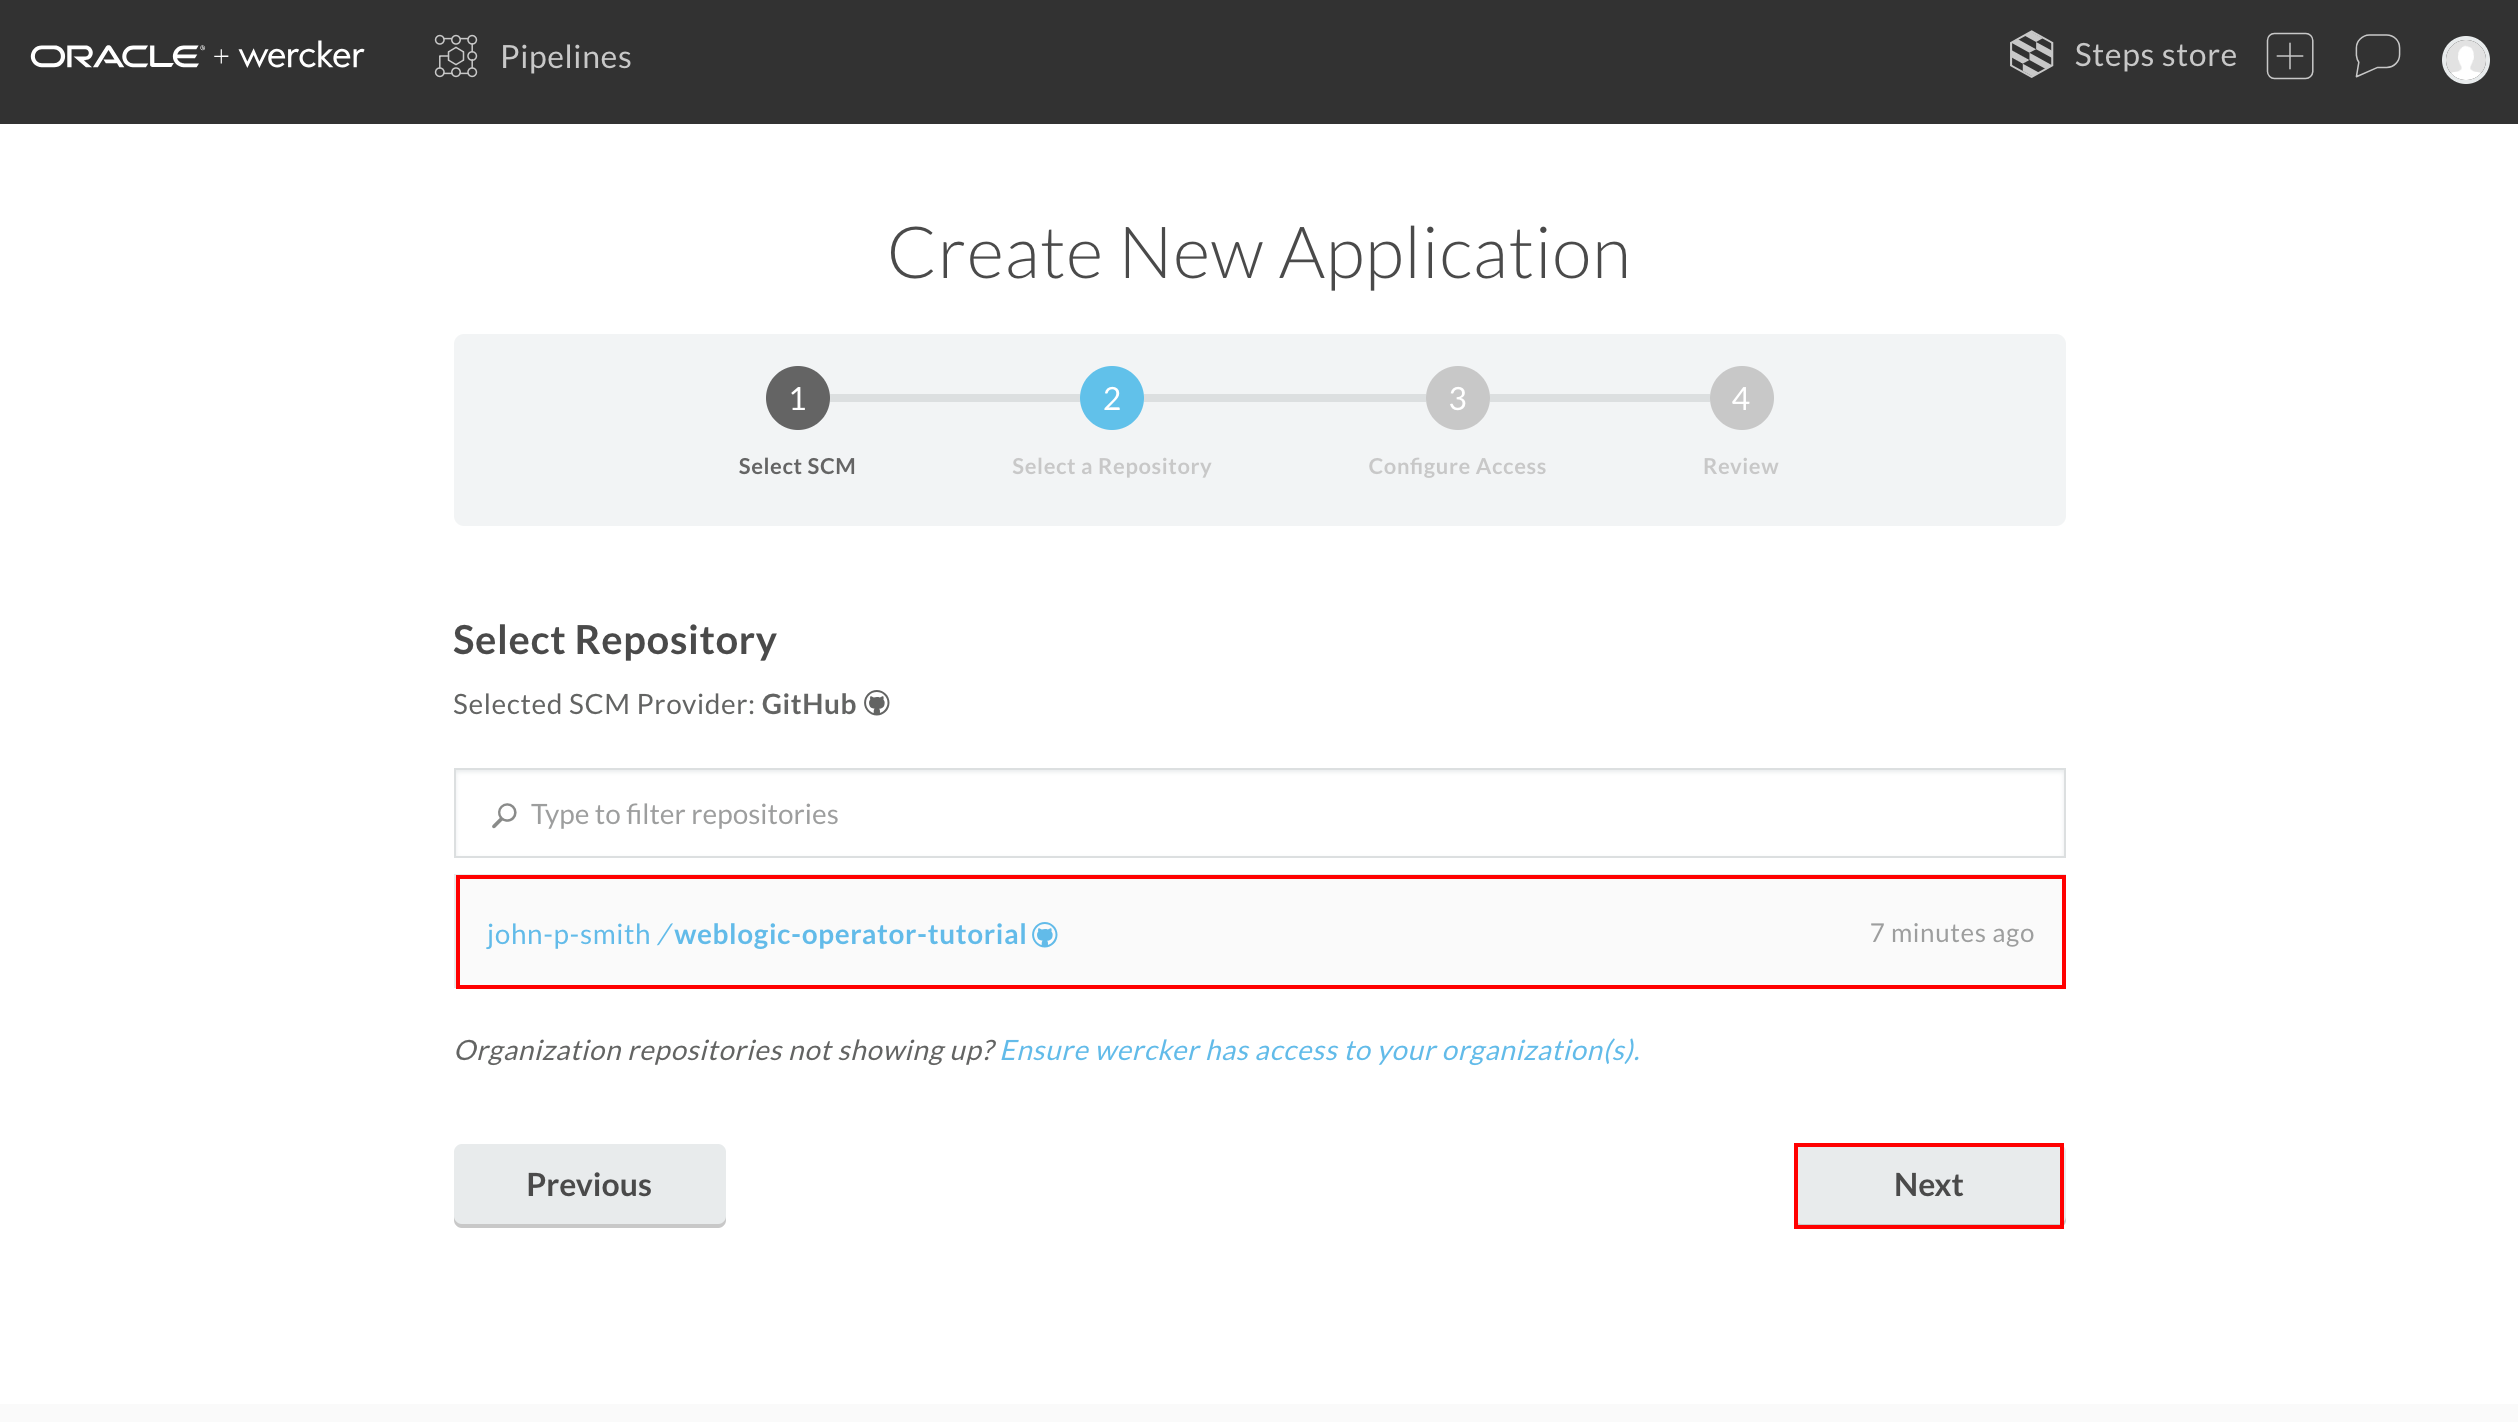 ORACLE + wercker
Pipelines
Steps store
Create New Application
1 2 3 4
Select SCM Select a Repository Configure Access Review
Select Repository
Selected SCM Provider: GitHub
Type to filter repositories
john-p-smith / weblogic-operator-tutorial 7 minutes ago
Organization repositories not showing up? Ensure wercker has access to your organization(s).
Previous Next